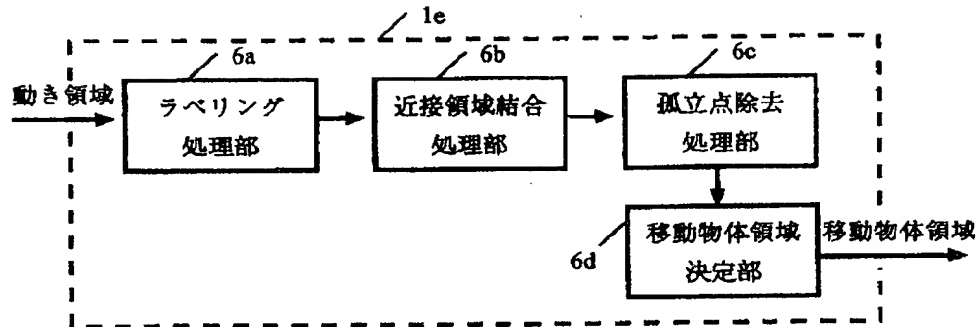 1e
6a
6b
6c
動き領域
ラベリング
処理部
近接領域結合
処理部
孤立点除去
処理部
6d
移動物体領域
決定部
移動物体領域